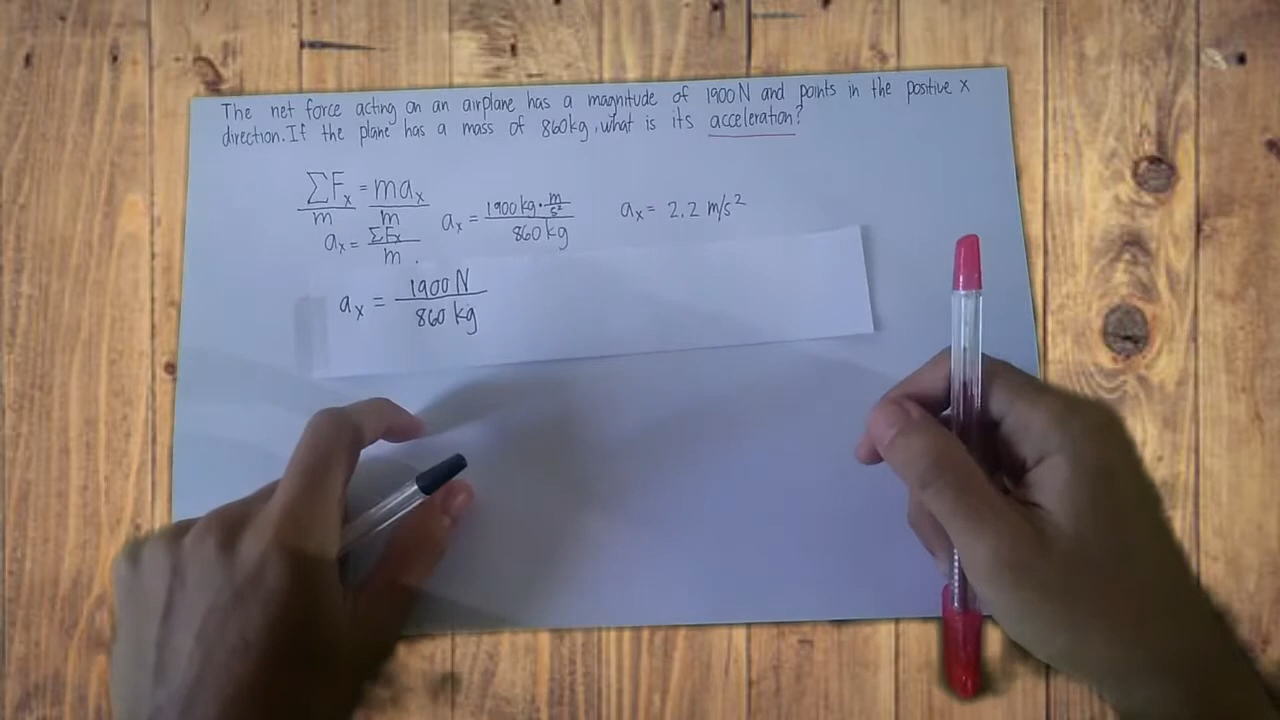 The net force acting on an airplane has a magnitude of 1900 N and points in the positive x
direction. If the plane has a mass of 860kg, what is its acceleration?
ΣFₓ/m = maₓ/m
aₓ = ΣFₓ/m
aₓ = 1900 kg · m/s² / 860 kg
aₓ = 2.2 m/s²
aₓ = 1900 N / 860 kg